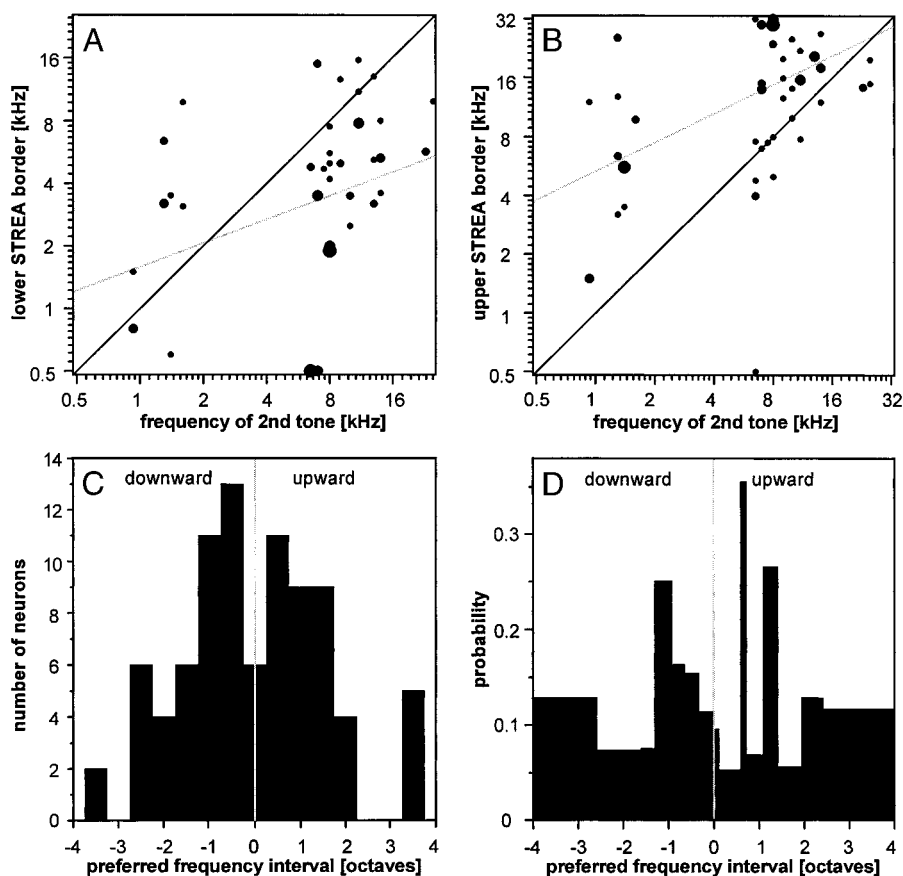 A
lower STREA border [kHz]
16
8
4
2
1
0.5
0.5 1 2 4 8 16
frequency of 2nd tone [kHz]
B
upper STREA border [kHz]
32
16
8
4
2
1
0.5
0.5 1 2 4 8 16 32
frequency of 2nd tone [kHz]
C
downward upward
number of neurons
14
12
10
8
6
4
2
0
-4 -3 -2 -1 0 1 2 3 4
preferred frequency interval [octaves]
D
downward upward
probability
0.3
0.2
0.1
0
-4 -3 -2 -1 0 1 2 3 4
preferred frequency interval [octaves]